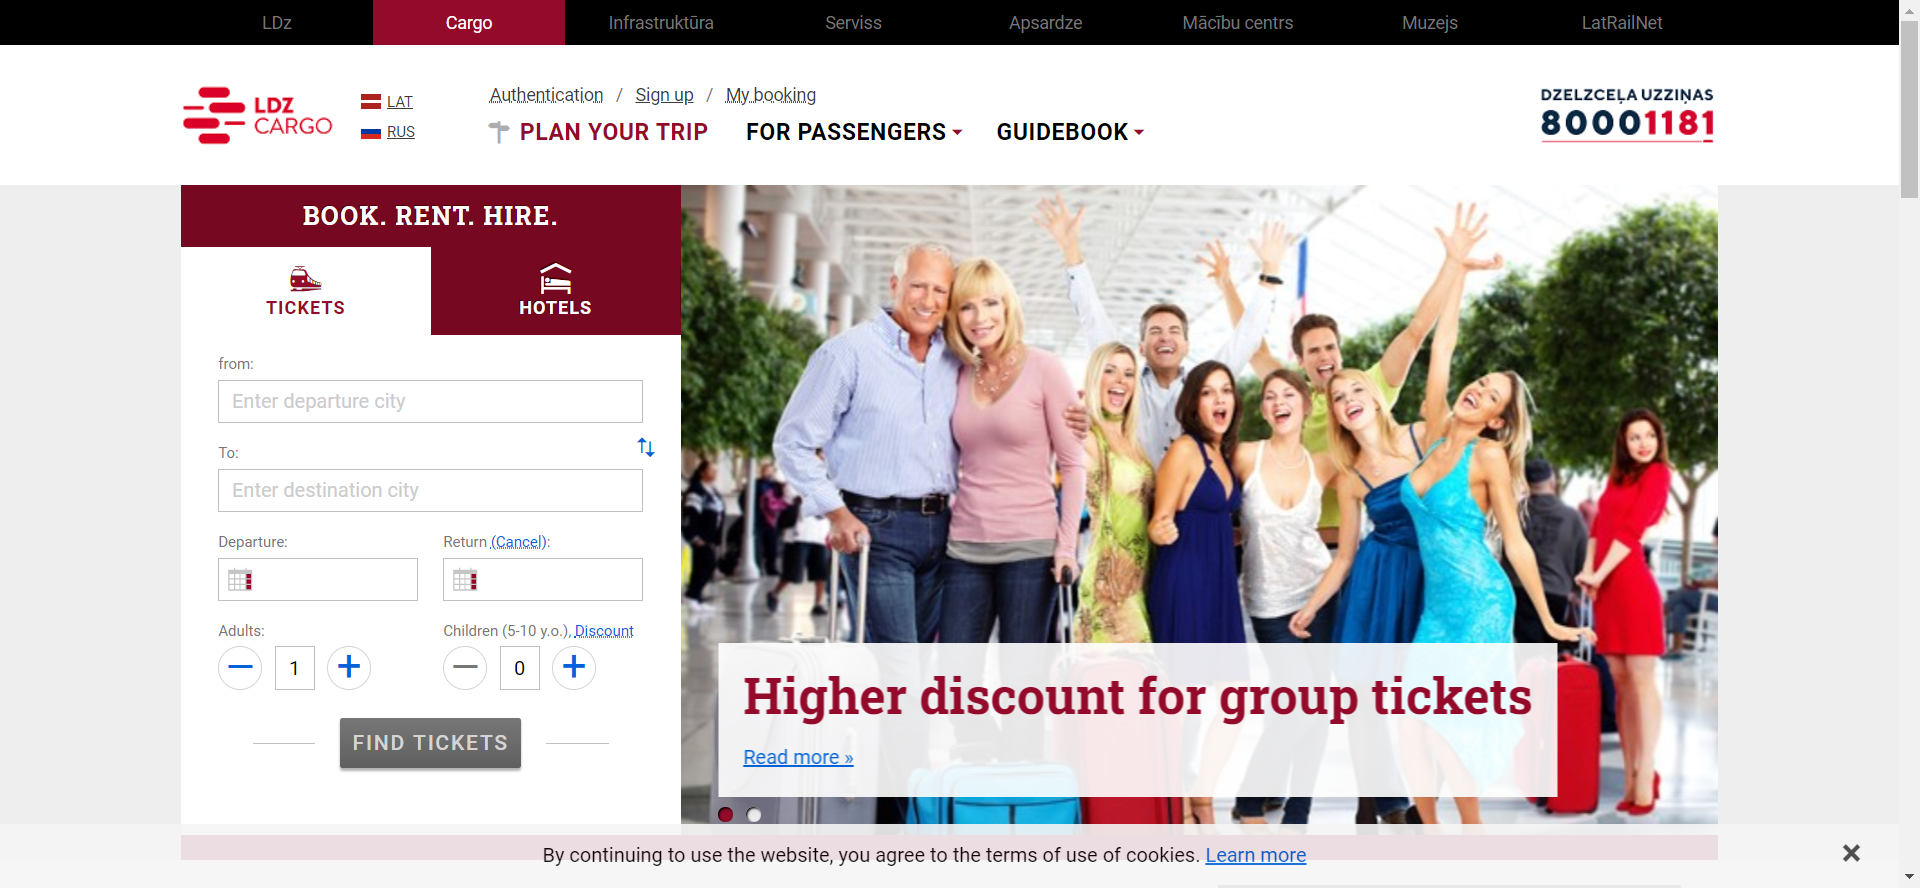 LDz Cargo Infrastruktūra Serviss Apsardze Mācību centrs Muzejs LatRailNet
LDZ
CARGO
LAT
RUS
Authentication / Sign up / My booking
PLAN YOUR TRIP FOR PASSENGERS GUIDEBOOK
DZELZCEĻA UZZIŅAS
80001181
BOOK. RENT. HIRE.
TICKETS
HOTELS
from:
Enter departure city
To:
Enter destination city
Departure:
Return (Cancel):
Adults:
Children (5-10 y.o.), Discount
1
0
FIND TICKETS
Higher discount for group tickets
Read more »
By continuing to use the website, you agree to the terms of use of cookies. Learn more